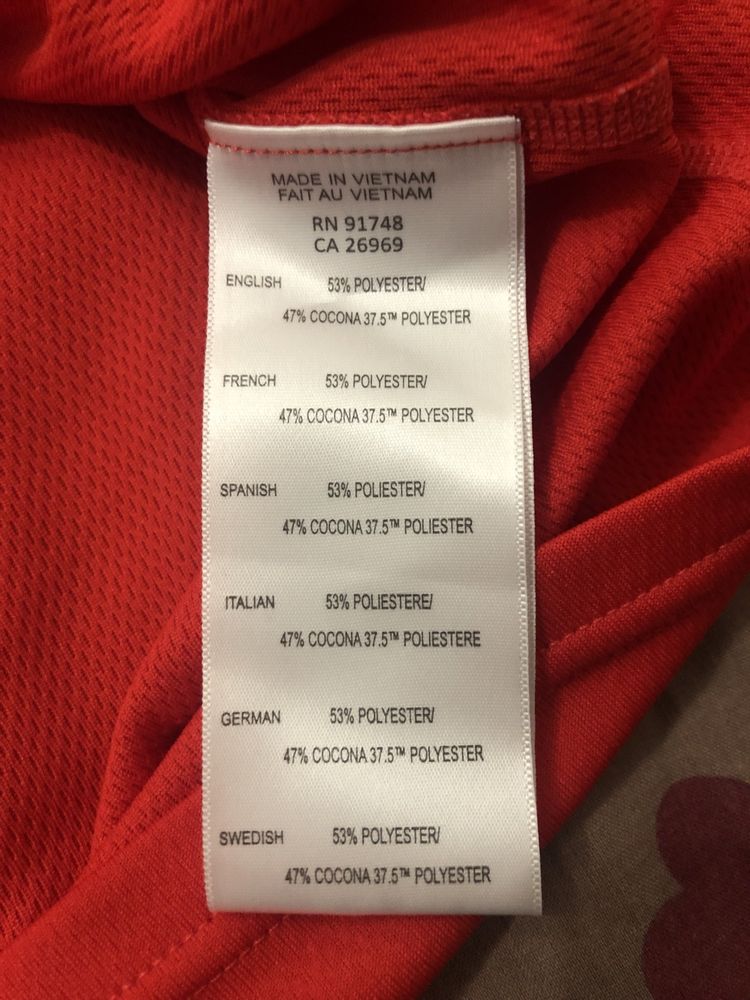 MADE IN VIETNAM
FAIT AU VIETNAM
RN 91748
CA 26969
ENGLISH 53% POLYESTER/
47% COCONA 37.5™ POLYESTER
FRENCH 53% POLYESTER/
47% COCONA 37.5™ POLYESTER
SPANISH 53% POLIESTER/
47% COCONA 37.5™ POLIESTER
ITALIAN 53% POLIESTERE/
47% COCONA 37.5™ POLIESTERE
GERMAN 53% POLYESTER/
47% COCONA 37.5™ POLYESTER
SWEDISH 53% POLYESTER/
47% COCONA 37.5™ POLYESTER